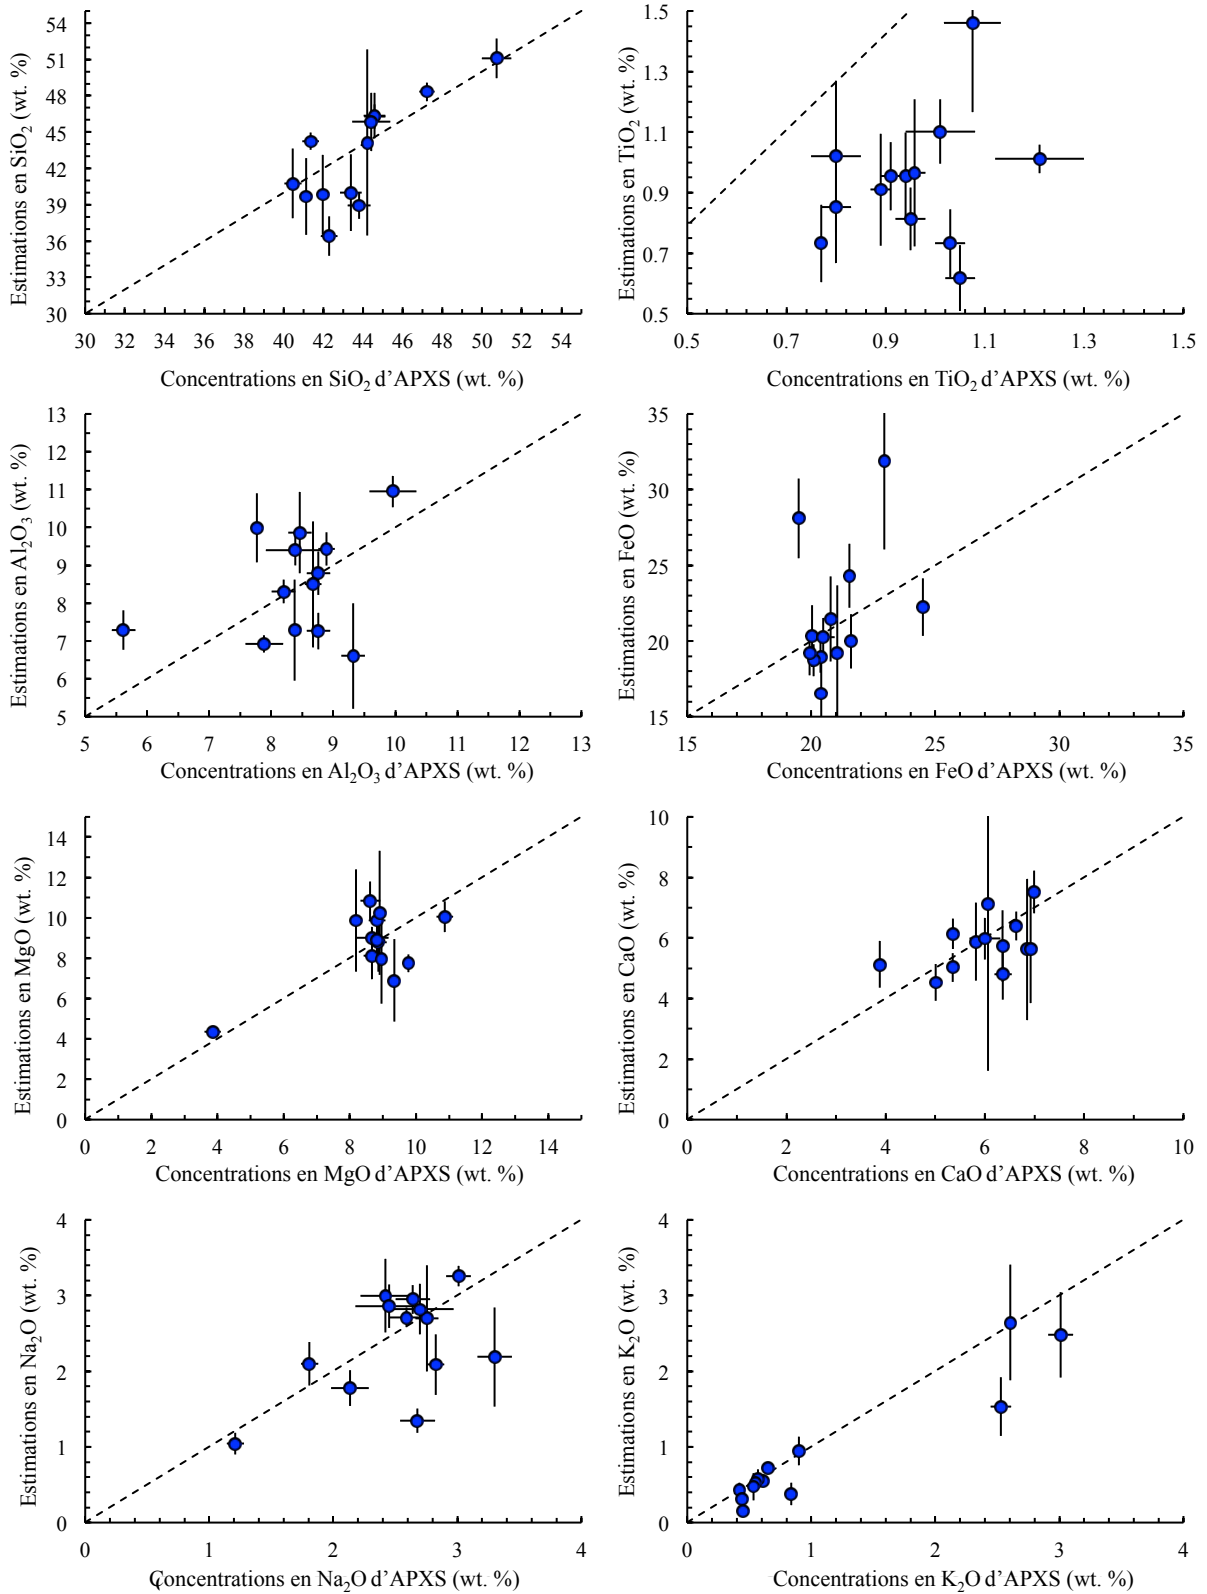 54
51
48
45
42
39
36
33
30
Estimations en SiO₂ (wt. %)
30 32 34 36 38 40 42 44 46 48 50 52 54
Concentrations en SiO₂ d’APXS (wt. %)
1.5
1.3
1.1
0.9
0.7
0.5
Estimations en TiO₂ (wt. %)
0.5 0.7 0.9 1.1 1.3 1.5
Concentrations en TiO₂ d’APXS (wt. %)
13
12
11
10
9
8
7
6
5
Estimations en Al₂O₃ (wt. %)
5 6 7 8 9 10 11 12 13
Concentrations en Al₂O₃ d’APXS (wt. %)
35
30
25
20
15
Estimations en FeO (wt. %)
15 20 25 30 35
Concentrations en FeO d’APXS (wt. %)
14
12
10
8
6
4
2
0
Estimations en MgO (wt. %)
0 2 4 6 8 10 12 14
Concentrations en MgO d’APXS (wt. %)
10
8
6
4
2
0
Estimations en CaO (wt. %)
0 2 4 6 8 10
Concentrations en CaO d’APXS (wt. %)
4
3
2
1
0
Estimations en Na₂O (wt. %)
0 1 2 3 4
Concentrations en Na₂O d’APXS (wt. %)
4
3
2
1
0
Estimations en K₂O (wt. %)
0 1 2 3 4
Concentrations en K₂O d’APXS (wt. %)